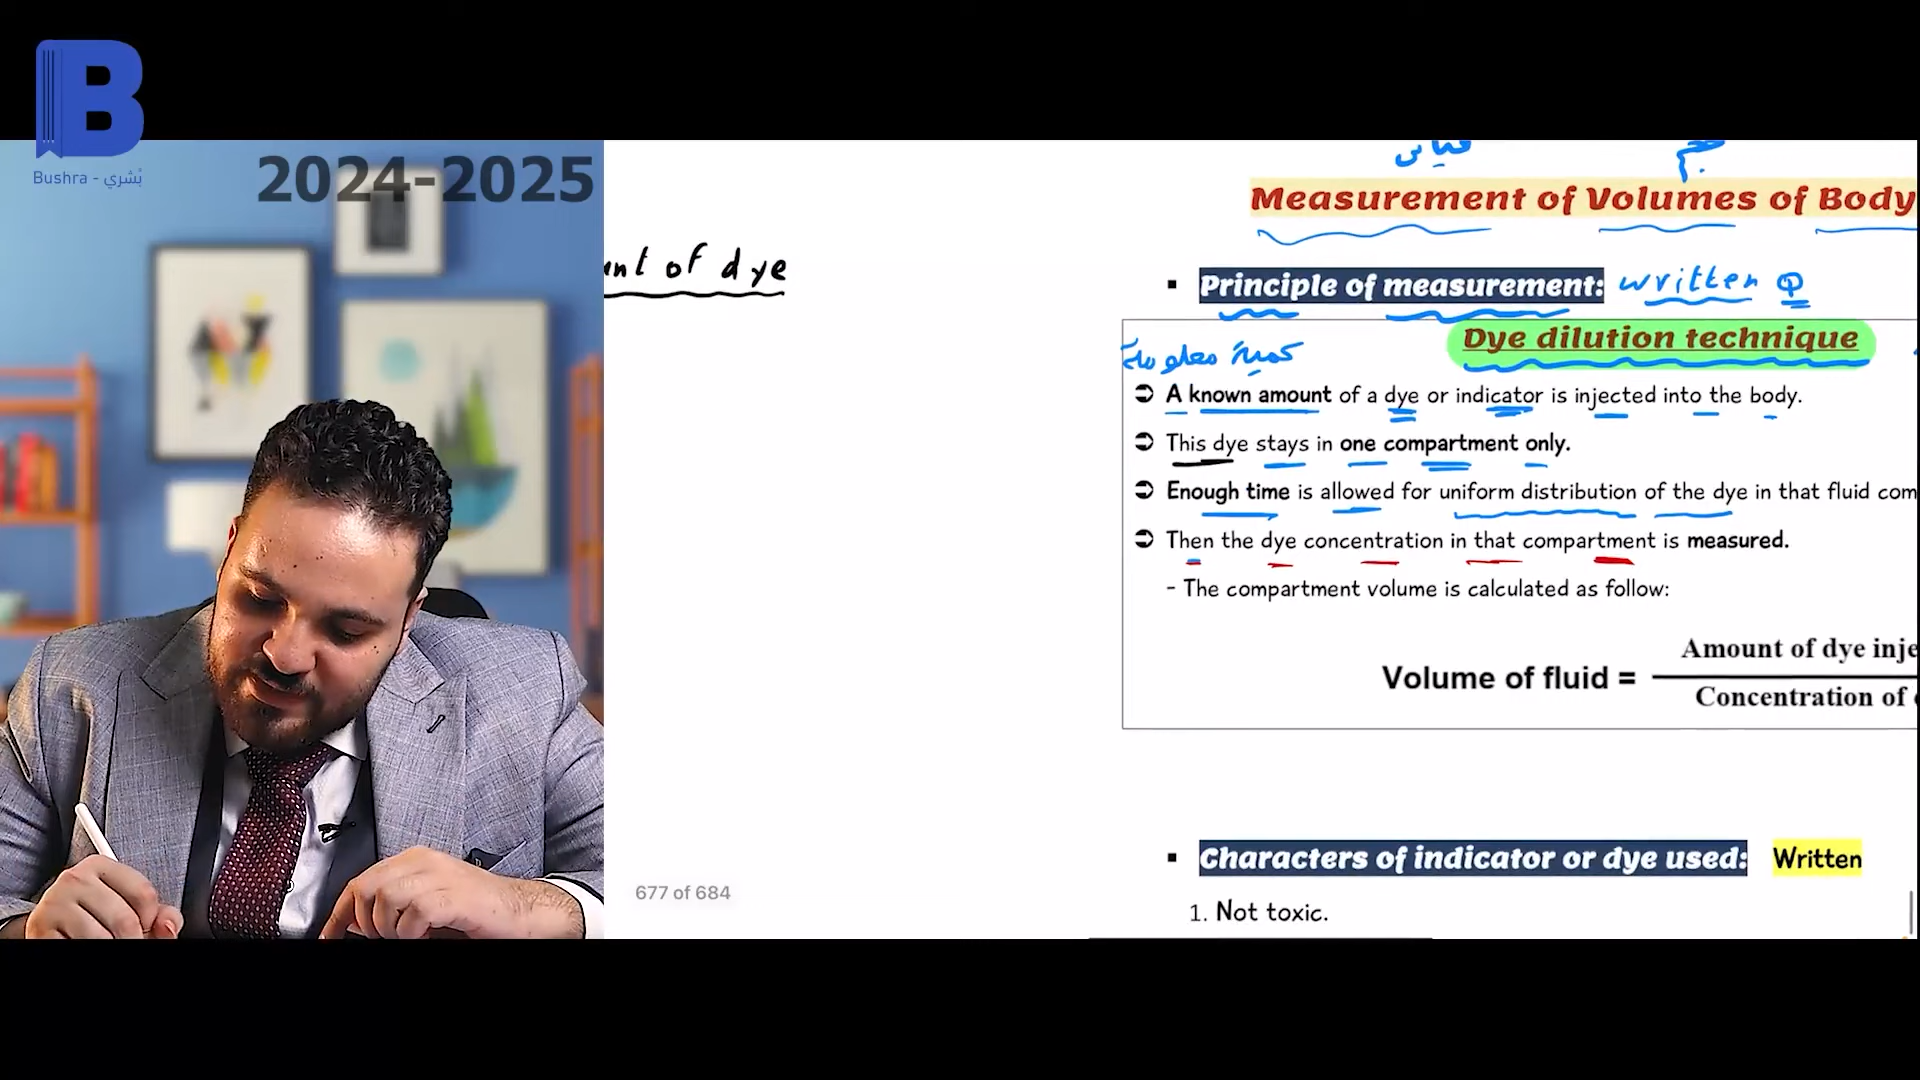 B
Bushra - بُشري
2024-2025
قياس
حجم
Measurement of Volumes of Body
of dye
▪ Principle of measurement: written Q
Dye dilution technique
كمية معلومة
➲ A known amount of a dye or indicator is injected into the body.
➲ This dye stays in one compartment only.
➲ Enough time is allowed for uniform distribution of the dye in that fluid com
➲ Then the dye concentration in that compartment is measured.
- The compartment volume is calculated as follow:
Amount of dye inje
Volume of fluid =
Concentration of
▪ Characters of indicator or dye used: Written
677 of 684
1. Not toxic.